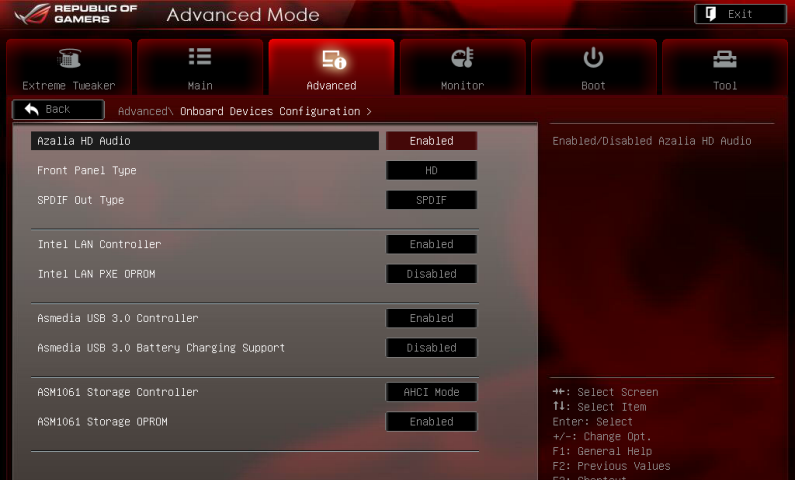 REPUBLIC OF
GAMERS
Advanced Mode
Exit
Extreme Tweaker
Main
Advanced
Monitor
Boot
Tool
Back
Advanced\ Onboard Devices Configuration >
Azalia HD Audio Enabled
Enabled/Disabled Azalia HD Audio
Front Panel Type HD
SPDIF Out Type SPDIF
Intel LAN Controller Enabled
Intel LAN PXE OPROM Disabled
Asmedia USB 3.0 Controller Enabled
Asmedia USB 3.0 Battery Charging Support Disabled
ASM1061 Storage Controller AHCI Mode
ASM1061 Storage OPROM Enabled
→←: Select Screen
↑↓: Select Item
Enter: Select
+/-: Change Opt.
F1: General Help
F2: Previous Values
F3: Shortcut